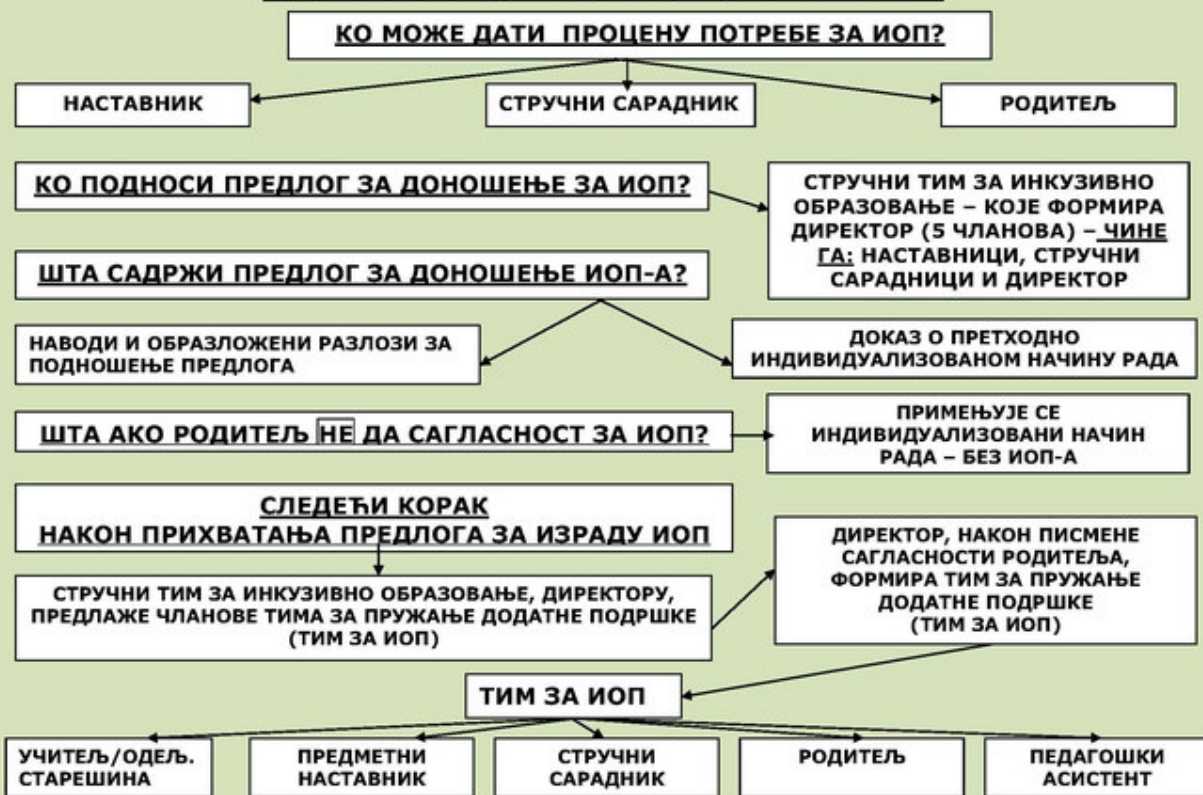 КО МОЖЕ ДАТИ ПРОЦЕНУ ПОТРЕБЕ ЗА ИОП?
НАСТАВНИК
СТРУЧНИ САРАДНИК
РОДИТЕЉ
КО ПОДНОСИ ПРЕДЛОГ ЗА ДОНОШЕЊЕ ЗА ИОП?
СТРУЧНИ ТИМ ЗА ИНКУЗИВНО
ОБРАЗОВАЊЕ – КОЈЕ ФОРМИРА
ДИРЕКТОР (5 ЧЛАНОВА) – ЧИНЕ
ГА: НАСТАВНИЦИ, СТРУЧНИ
САРАДНИЦИ И ДИРЕКТОР
ШТА САДРЖИ ПРЕДЛОГ ЗА ДОНОШЕЊЕ ИОП-А?
НАВОДИ И ОБРАЗЛОЖЕНИ РАЗЛОЗИ ЗА
ПОДНОШЕЊЕ ПРЕДЛОГА
ДОКАЗ О ПРЕТХОДНО
ИНДИВИДУАЛИЗОВАНОМ НАЧИНУ РАДА
ШТА АКО РОДИТЕЉ НЕ ДА САГЛАСНОСТ ЗА ИОП?
ПРИМЕЊУЈЕ СЕ
ИНДИВИДУАЛИЗОВАНИ НАЧИН
РАДА – БЕЗ ИОП-А
СЛЕДЕЋИ КОРАК
НАКОН ПРИХВАТАЊА ПРЕДЛОГА ЗА ИЗРАДУ ИОП
СТРУЧНИ ТИМ ЗА ИНКУЗИВНО ОБРАЗОВАЊЕ, ДИРЕКТОРУ,
ПРЕДЛАЖЕ ЧЛАНОВЕ ТИМА ЗА ПРУЖАЊЕ ДОДАТНЕ ПОДРШКЕ
(ТИМ ЗА ИОП)
ДИРЕКТОР, НАКОН ПИСМЕНЕ
САГЛАСНОСТИ РОДИТЕЉА,
ФОРМИРА ТИМ ЗА ПРУЖАЊЕ
ДОДАТНЕ ПОДРШКЕ
(ТИМ ЗА ИОП)
ТИМ ЗА ИОП
УЧИТЕЉ/ОДЕЉ.
СТАРЕШИНА
ПРЕДМЕТНИ
НАСТАВНИК
СТРУЧНИ
САРАДНИК
РОДИТЕЉ
ПЕДАГОШКИ
АСИСТЕНТ